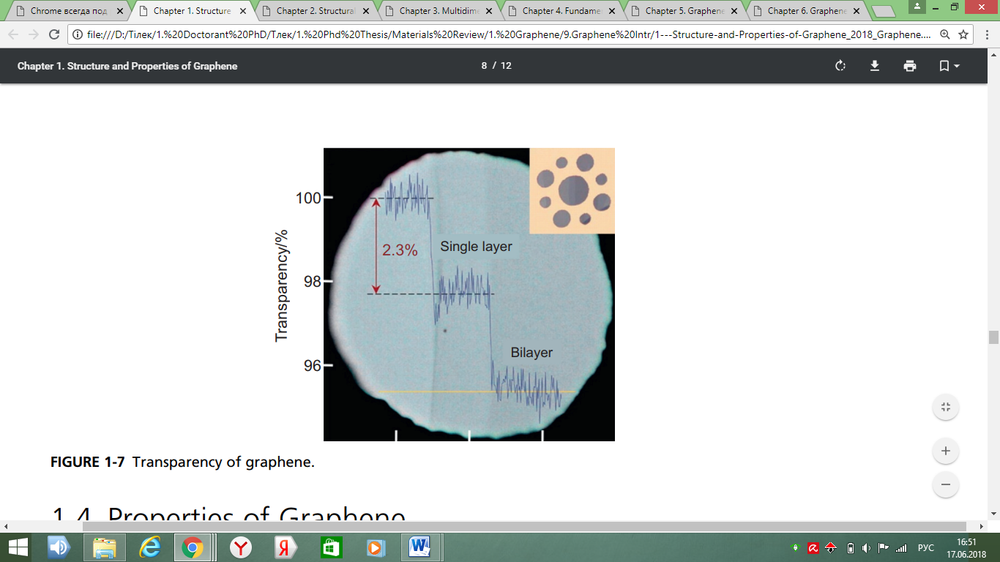 Chrome всегда под
Chapter 1. Structure
Chapter 2. Structural
Chapter 3. Multidime
Chapter 4. Fundamen
Chapter 5. Graphene
Chapter 6. Graphene
file:///D:/Тілек/1.%20Doctorant%20PhD/Тлек/1.%20Phd%20Thesis/Materials%20Review/1.%20Graphene/9.Graphene%20Intr/1---Structure-and-Properties-of-Graphene_2018_Graphene....
Chapter 1. Structure and Properties of Graphene
8 / 12
100
98
96
Transparency/%
2.3%
Single layer
Bilayer
FIGURE 1-7 Transparency of graphene.
1.4 Properties of Graphene
РУС
16:51
17.06.2018